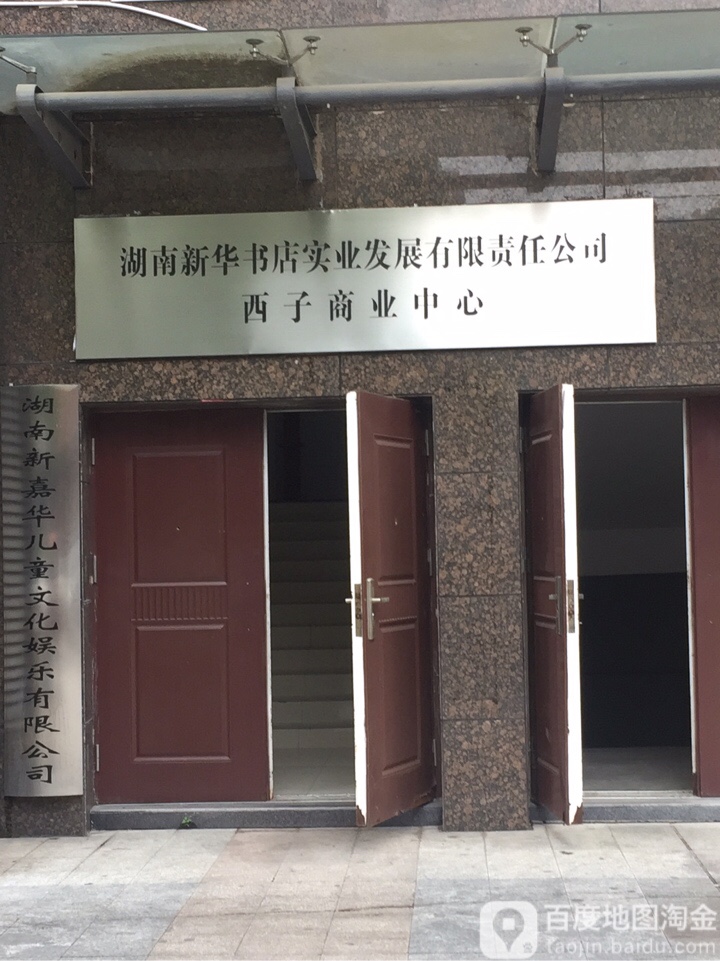 湖南新华书店实业发展有限责任公司
西子商业中心
湖南新嘉华儿童文化娱乐有限公司
百度地图淘金
taojin.baidu.com